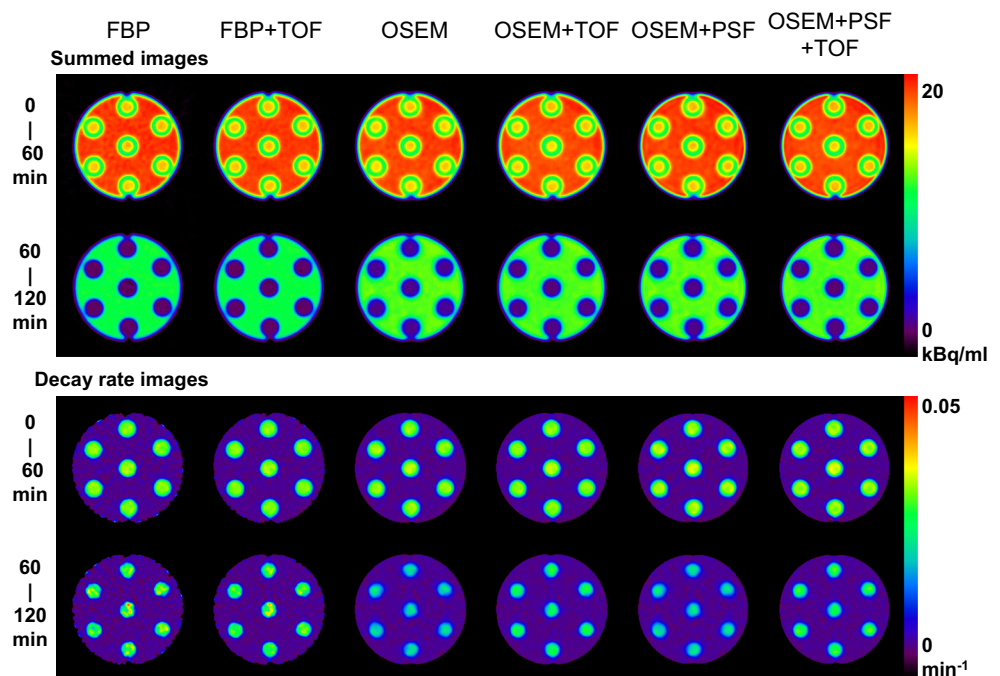 FBP FBP+TOF OSEM OSEM+TOF OSEM+PSF OSEM+PSF
+TOF
Summed images
0
|
60
min
20
60
|
120
min
0
kBq/ml
Decay rate images
0
|
60
min
0.05
60
|
120
min
0
min-1